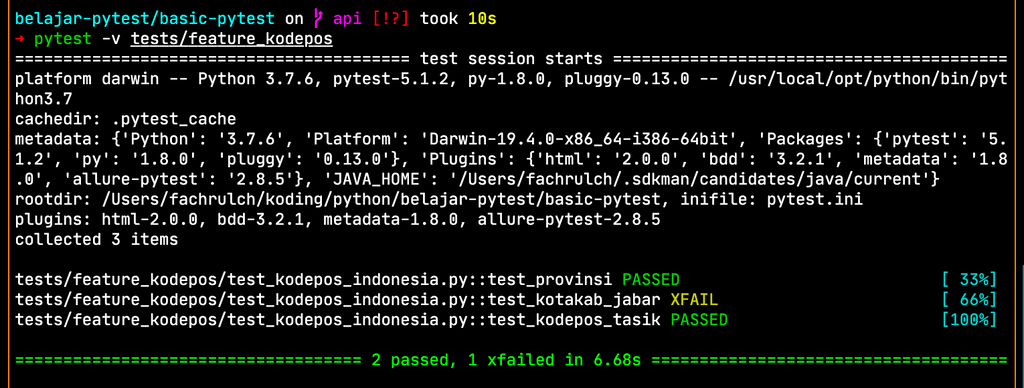 belajar-pytest/basic-pytest on api [!?] took 10s
➜ pytest -v tests/feature_kodepos
========================================= test session starts =========================================
platform darwin -- Python 3.7.6, pytest-5.1.2, py-1.8.0, pluggy-0.13.0 -- /usr/local/opt/python/bin/pyt
hon3.7
cachedir: .pytest_cache
metadata: {'Python': '3.7.6', 'Platform': 'Darwin-19.4.0-x86_64-i386-64bit', 'Packages': {'pytest': '5.
1.2', 'py': '1.8.0', 'pluggy': '0.13.0'}, 'Plugins': {'html': '2.0.0', 'bdd': '3.2.1', 'metadata': '1.8
.0', 'allure-pytest': '2.8.5'}, 'JAVA_HOME': '/Users/fachrulch/.sdkman/candidates/java/current'}
rootdir: /Users/fachrulch/koding/python/belajar-pytest/basic-pytest, inifile: pytest.ini
plugins: html-2.0.0, bdd-3.2.1, metadata-1.8.0, allure-pytest-2.8.5
collected 3 items
tests/feature_kodepos/test_kodepos_indonesia.py::test_provinsi PASSED [ 33%]
tests/feature_kodepos/test_kodepos_indonesia.py::test_kotakab_jabar XFAIL [ 66%]
tests/feature_kodepos/test_kodepos_indonesia.py::test_kodepos_tasik PASSED [100%]
==================================== 2 passed, 1 xfailed in 6.68s =====================================